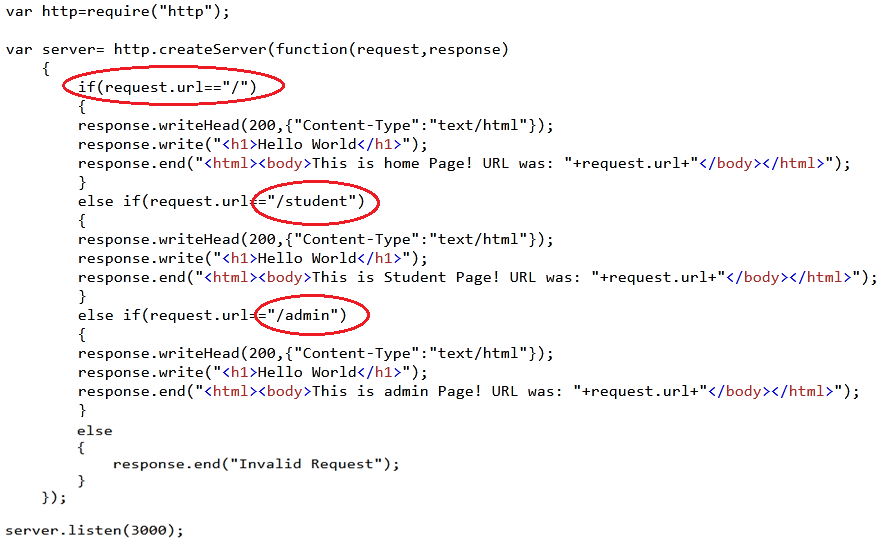 var http=require("http");
var server= http.createServer(function(request,response)
{
if(request.url=="/")
{
response.writeHead(200,{"Content-Type":"text/html"});
response.write("<h1>Hello World</h1>");
response.end("<html><body>This is home Page! URL was: "+request.url+"</body></html>");
}
else if(request.url=="/student")
{
response.writeHead(200,{"Content-Type":"text/html"});
response.write("<h1>Hello World</h1>");
response.end("<html><body>This is Student Page! URL was: "+request.url+"</body></html>");
}
else if(request.url=="/admin")
{
response.writeHead(200,{"Content-Type":"text/html"});
response.write("<h1>Hello World</h1>");
response.end("<html><body>This is admin Page! URL was: "+request.url+"</body></html>");
}
else
{
response.end("Invalid Request");
}
});
server.listen(3000);